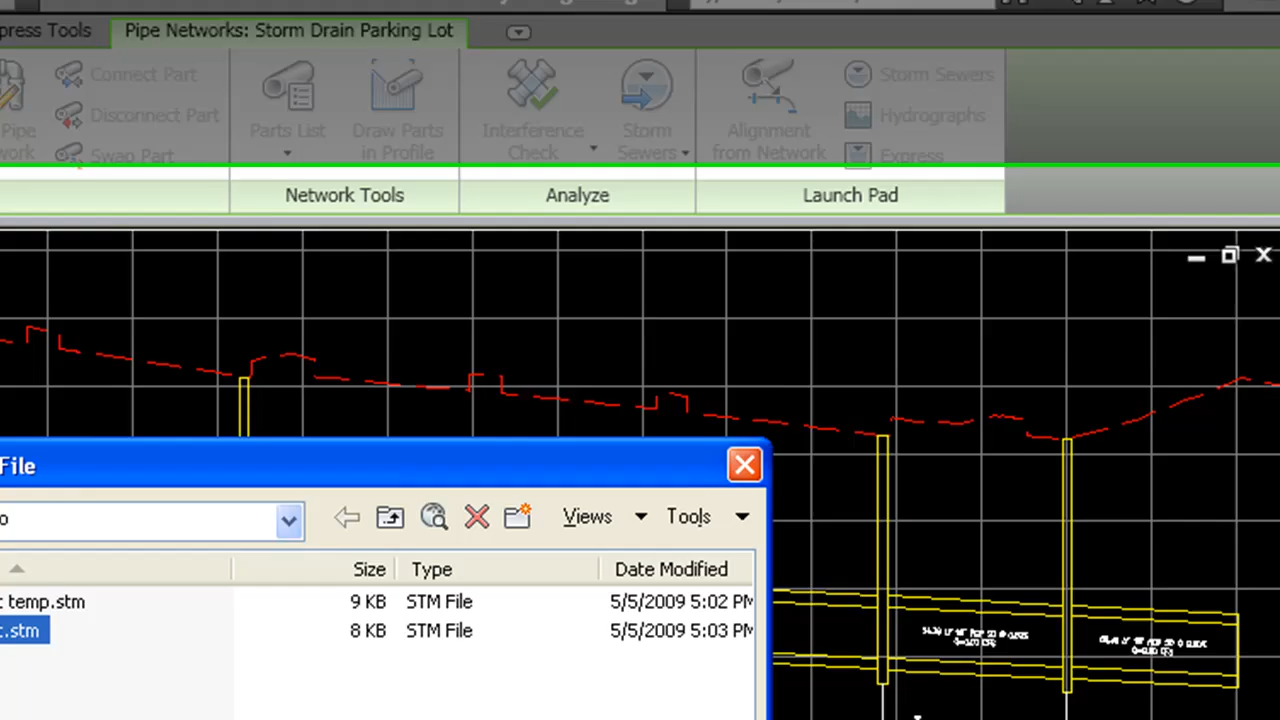 press Tools
Pipe Networks: Storm Drain Parking Lot
Connect Part
Disconnect Part
Swap Part
Pipe
work
Parts List
Draw Parts
in Profile
Interference
Check
Storm
Sewers
Alignment
from Network
Storm Sewers
Hydrographs
Express
Network Tools
Analyze
Launch Pad
File
o
Views
Tools
Size
Type
Date Modified
c temp.stm
9 KB
STM File
5/5/2009 5:02 PM
c.stm
8 KB
STM File
5/5/2009 5:03 PM